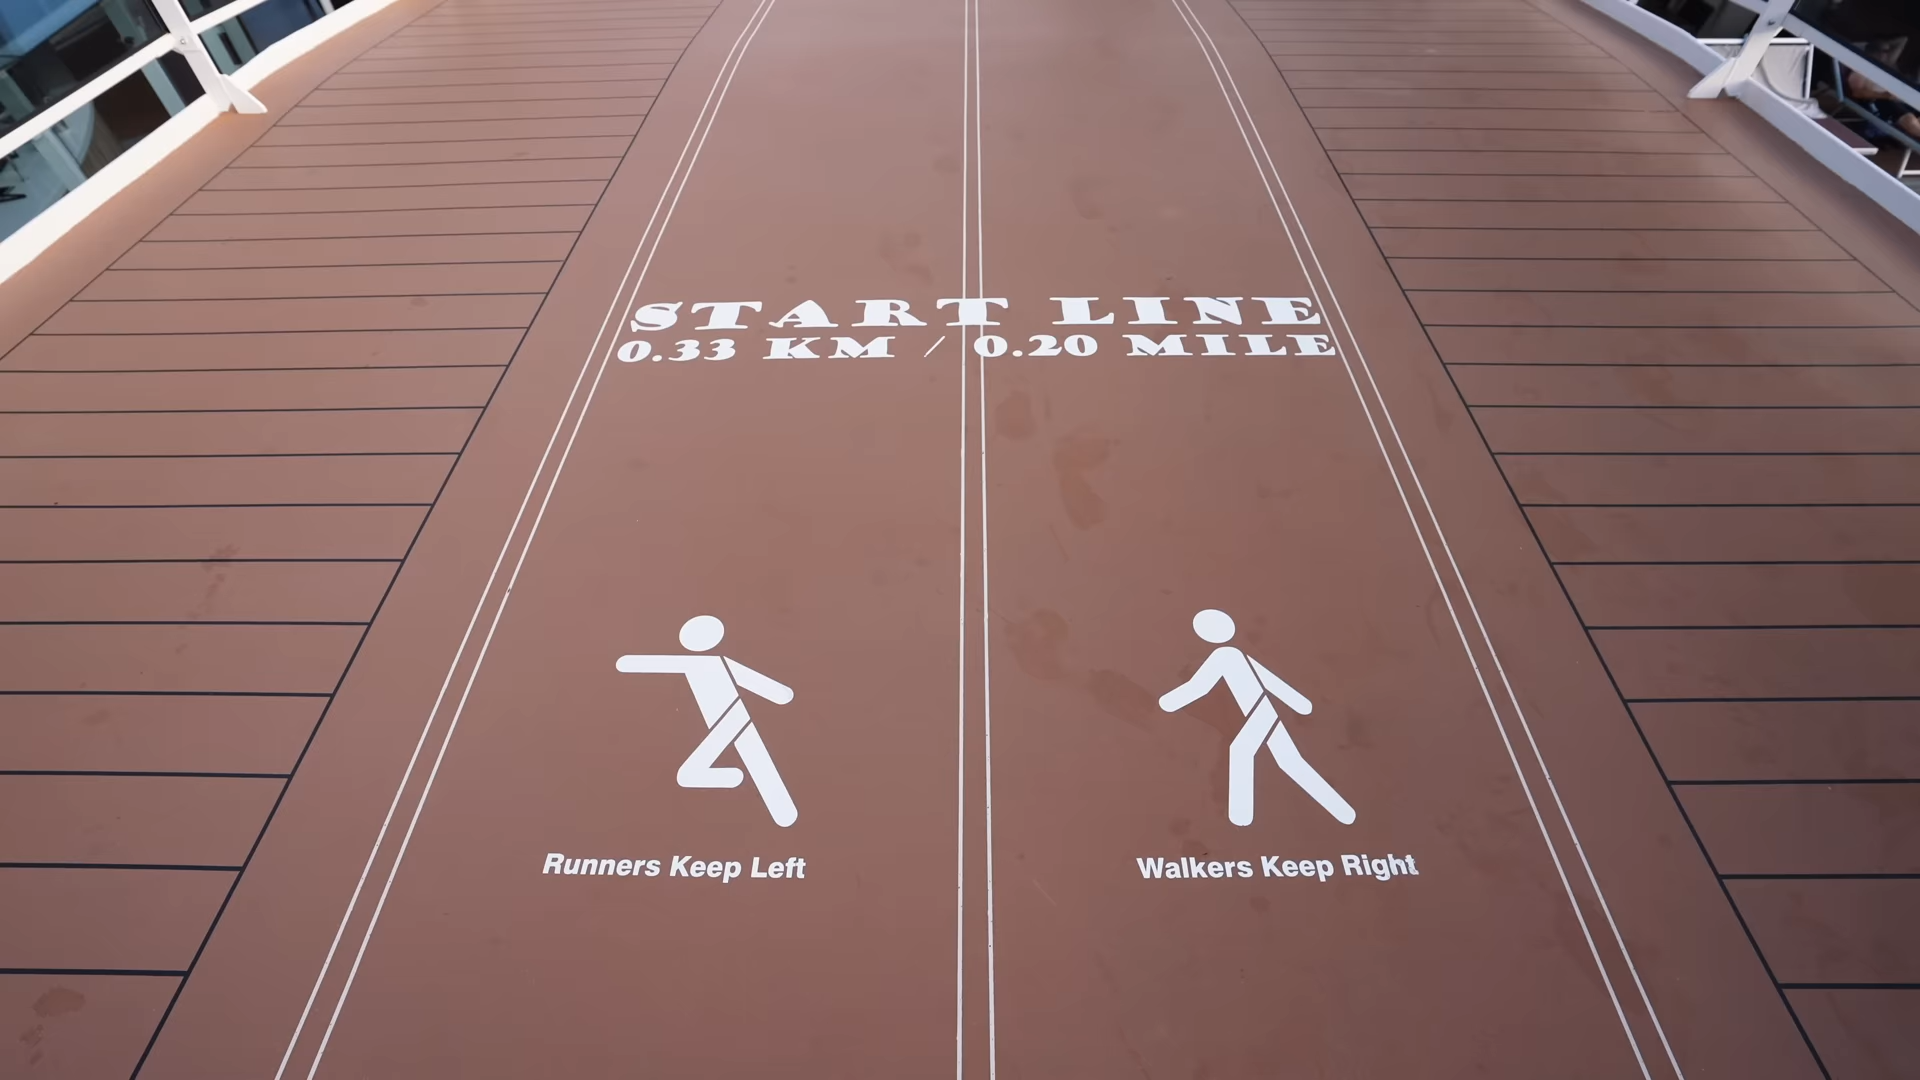 START LINE
0.33 KM / 0.20 MILE
Runners Keep Left
Walkers Keep Right